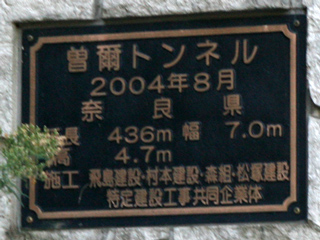 曽爾トンネル
2004年8月
奈良県
延長 436m 幅 7.0m
高 4.7m
施工 飛島建設・村本建設・森組・松塚建設
特定建設工事共同企業体